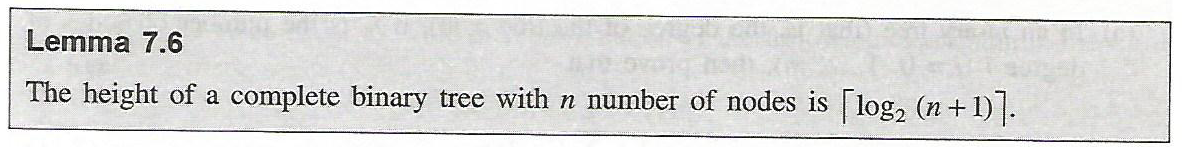 Lemma 7.6
The height of a complete binary tree with n number of nodes is ⌈log₂ (n + 1)⌉.